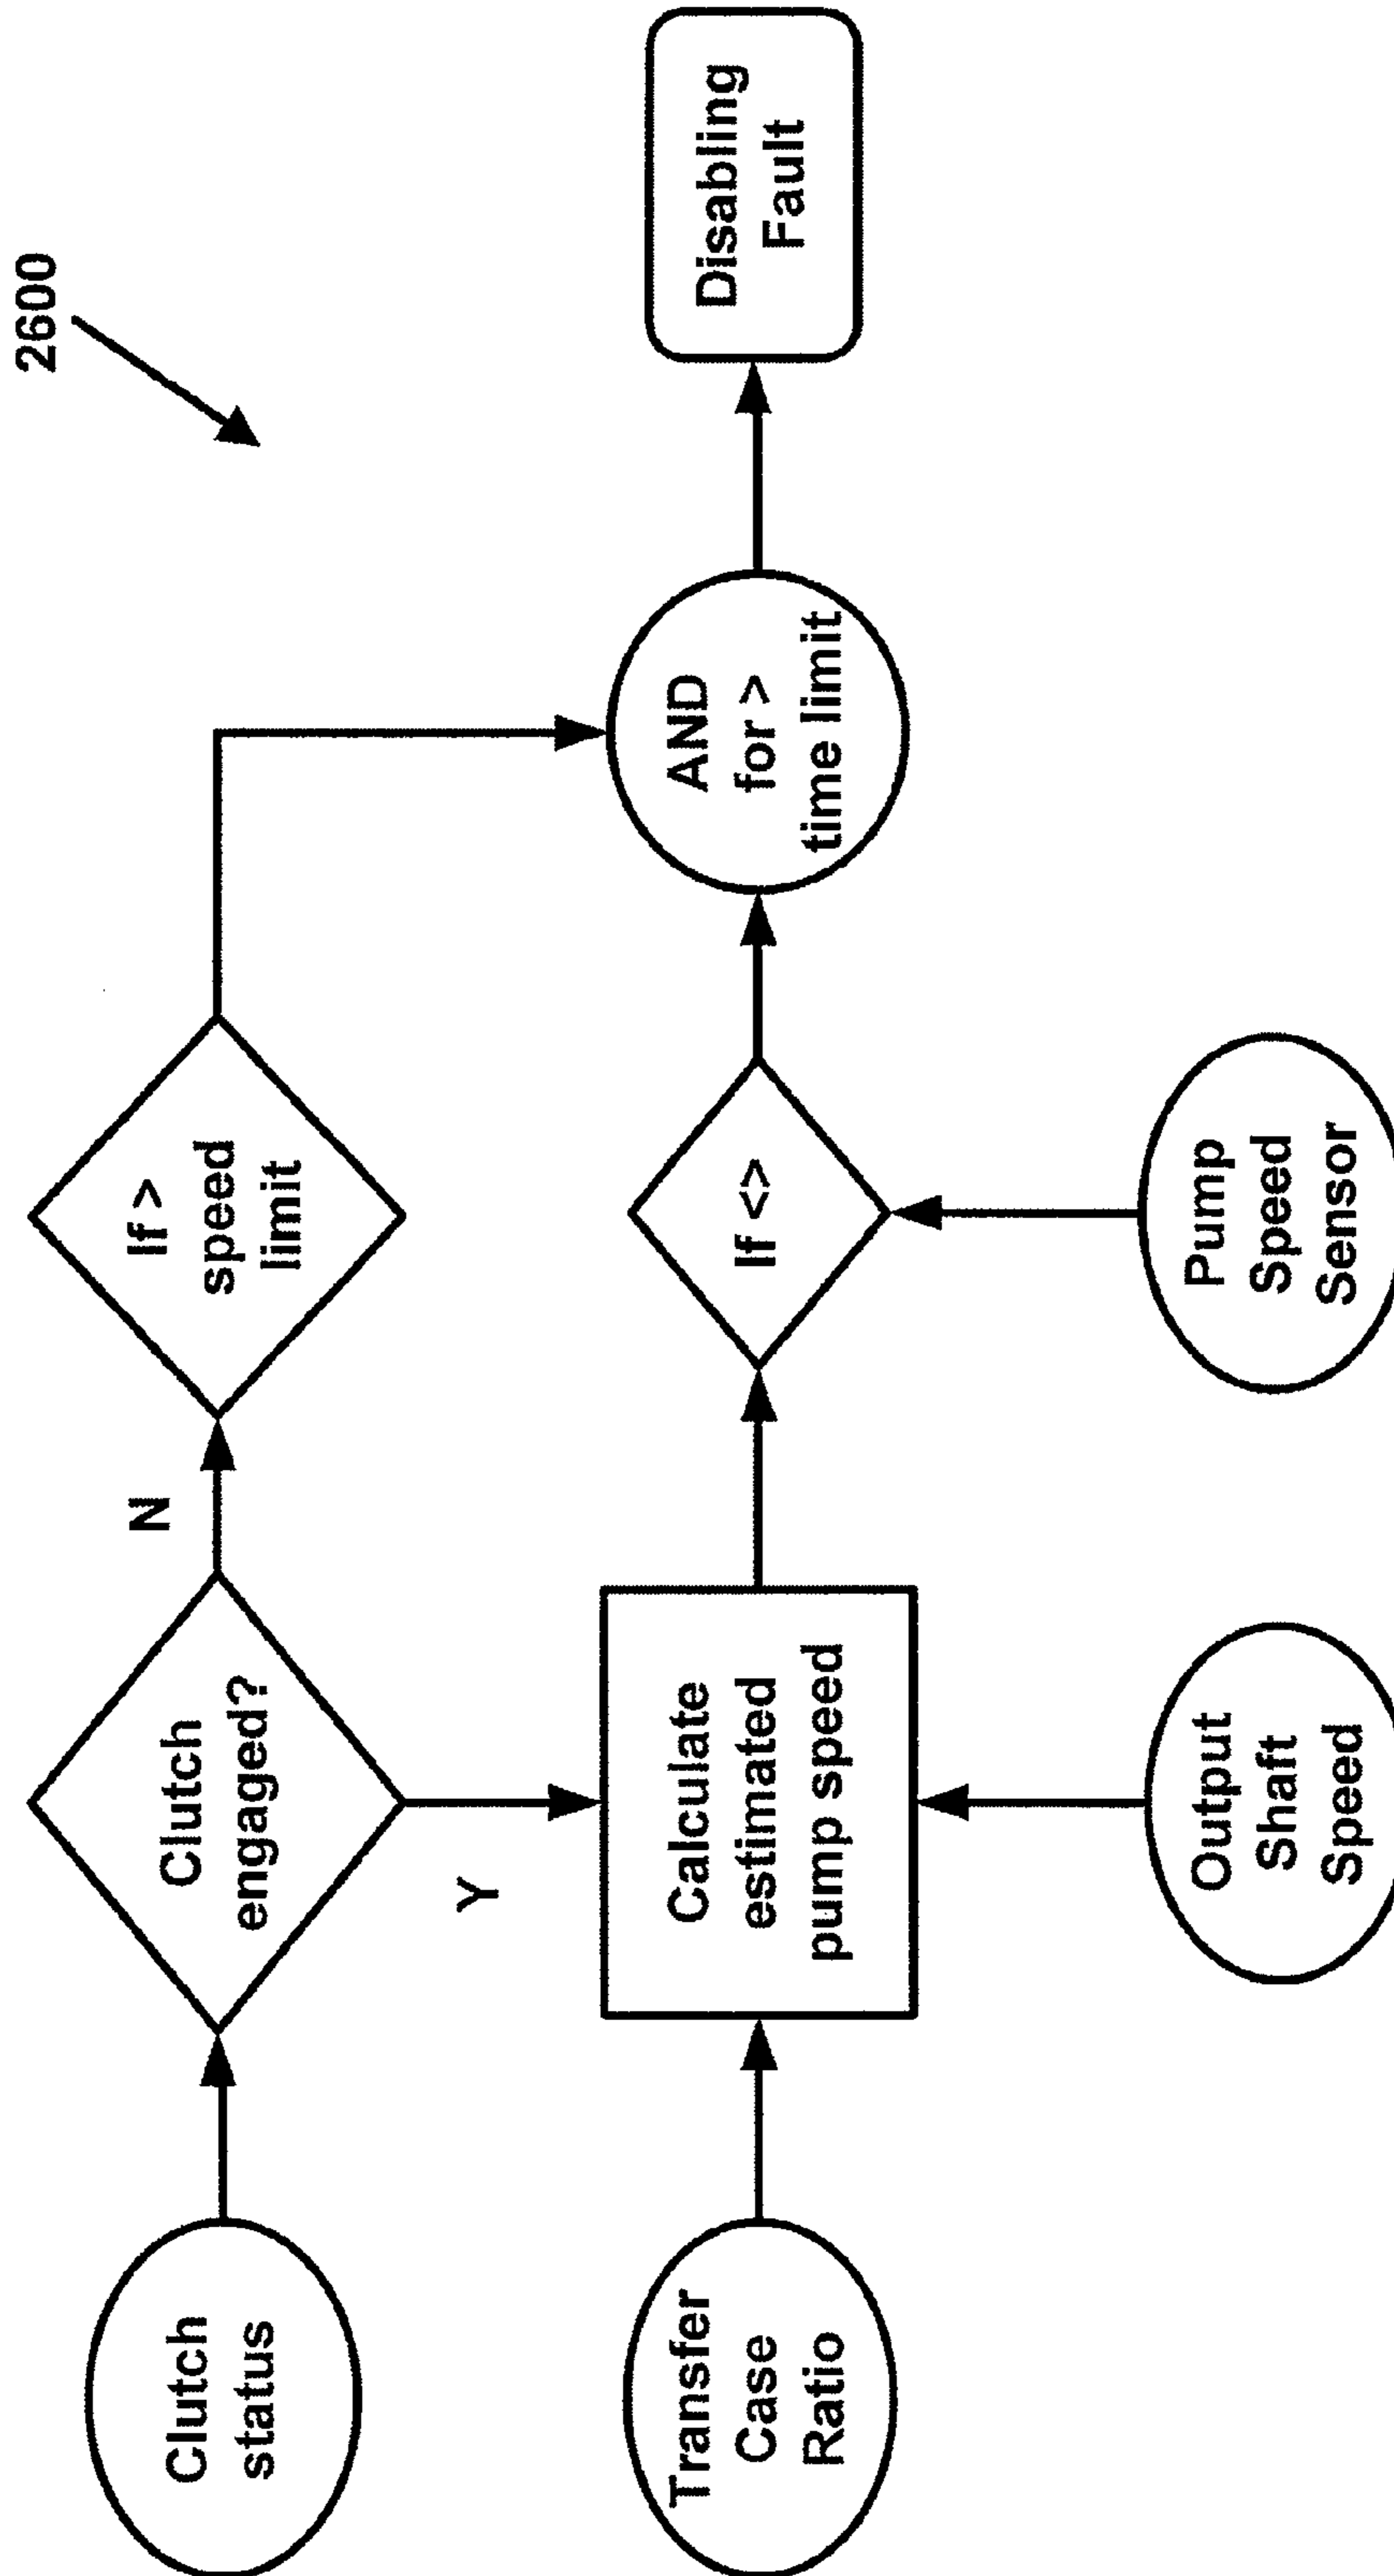 2600
Clutch
status
Clutch
engaged?
N
If >
speed
limit
Y
Transfer
Case
Ratio
Calculate
estimated
pump speed
If <>
AND
for >
time limit
Disabling
Fault
Output
Shaft
Speed
Pump
Speed
Sensor